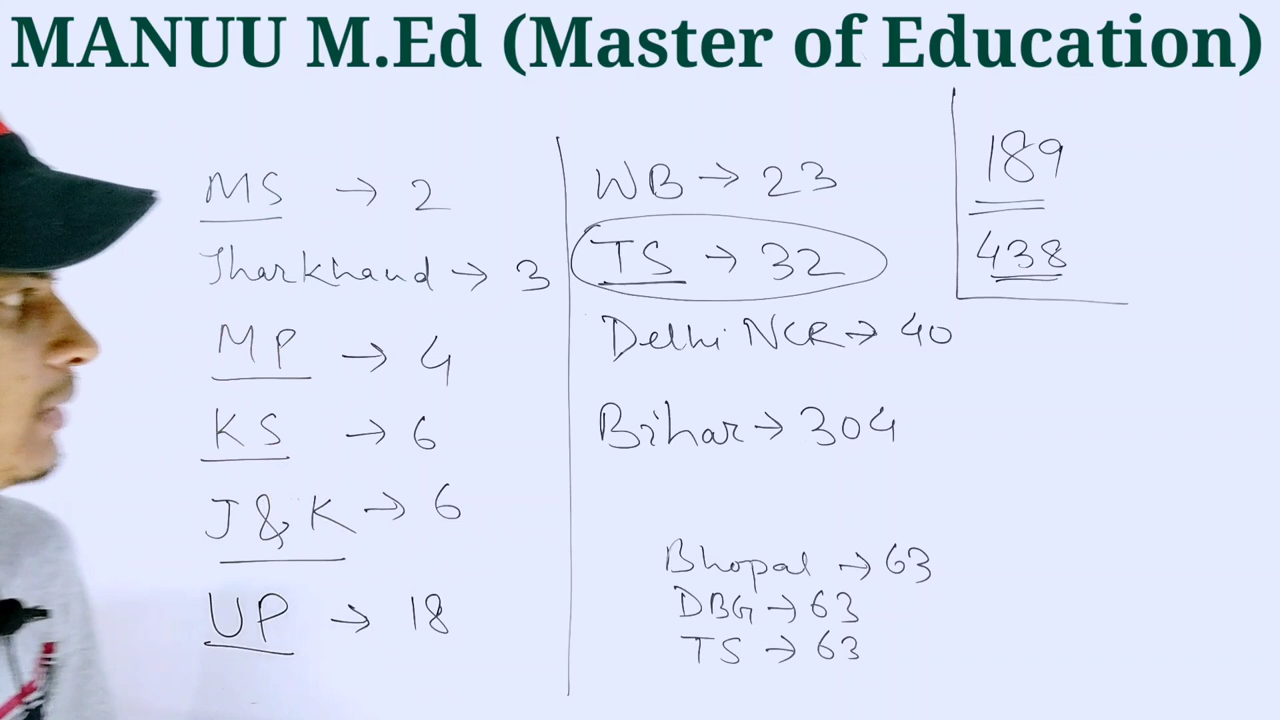 MANUU M.Ed (Master of Education)
MS → 2
Jharkhand → 3
MP → 4
KS → 6
J&K → 6
UP → 18
WB → 23
TS → 32
Delhi NCR → 40
Bihar → 304
Bhopal → 63
DBG → 63
TS → 63
189
438